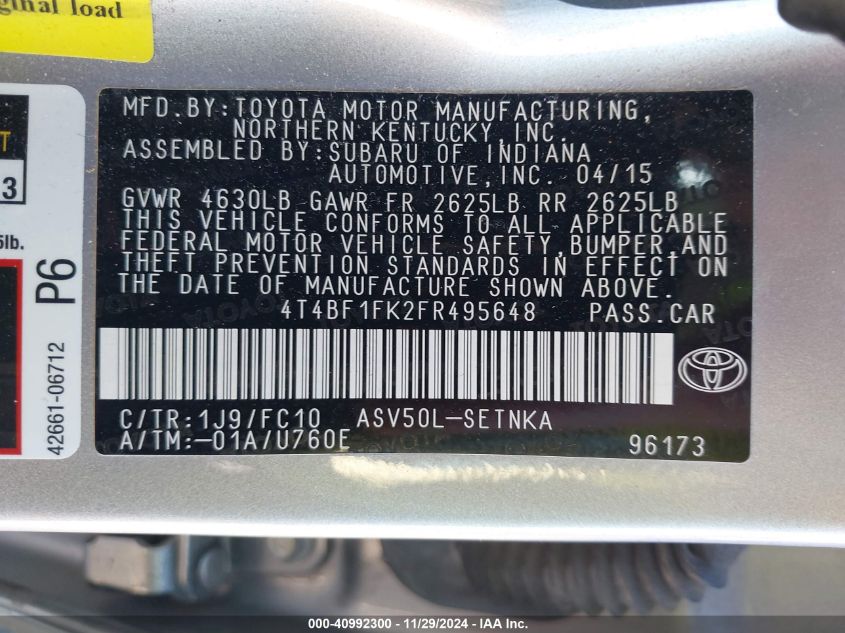 ginal load
T
3
5lb.
P6
42661-06712
MFD.BY:TOYOTA MOTOR MANUFACTURING,
NORTHERN KENTUCKY,INC.
ASSEMBLED BY:SUBARU OF INDIANA
AUTOMOTIVE,INC. 04/15
GVWR 4630LB GAWR FR 2625LB RR 2625LB
THIS VEHICLE CONFORMS TO ALL APPLICABLE
FEDERAL MOTOR VEHICLE SAFETY,BUMPER,AND
THEFT PREVENTION STANDARDS IN EFFECT ON
THE DATE OF MANUFACTURE SHOWN ABOVE.
4T4BF1FK2FR495648 PASS.CAR
C/TR:1J9/FC10 ASV50L-SETNKA
A/TM:-01A/U760E 96173
000-40992300 - 11/29/2024 - IAA Inc.